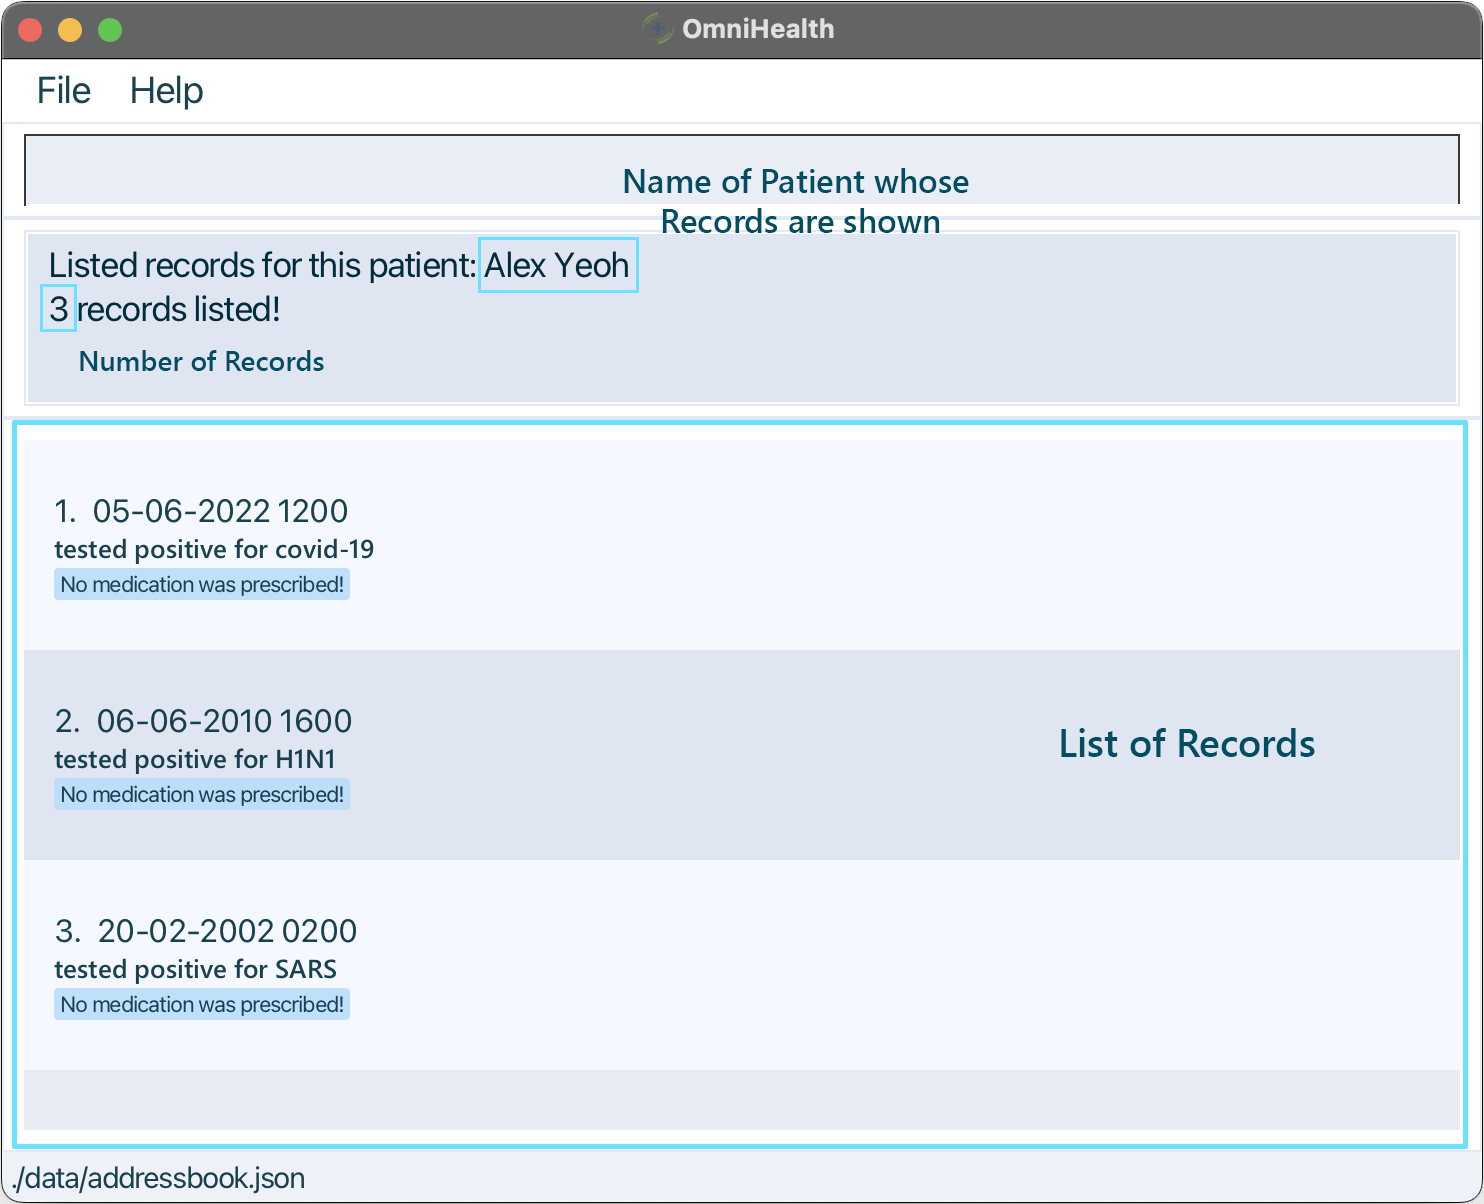 OmniHealth
File Help
Name of Patient whose
Records are shown
Listed records for this patient: Alex Yeoh
3 records listed!
Number of Records
1. 05-06-2022 1200
tested positive for covid-19
No medication was prescribed!
2. 06-06-2010 1600
tested positive for H1N1
No medication was prescribed!
List of Records
3. 20-02-2002 0200
tested positive for SARS
No medication was prescribed!
./data/addressbook.json